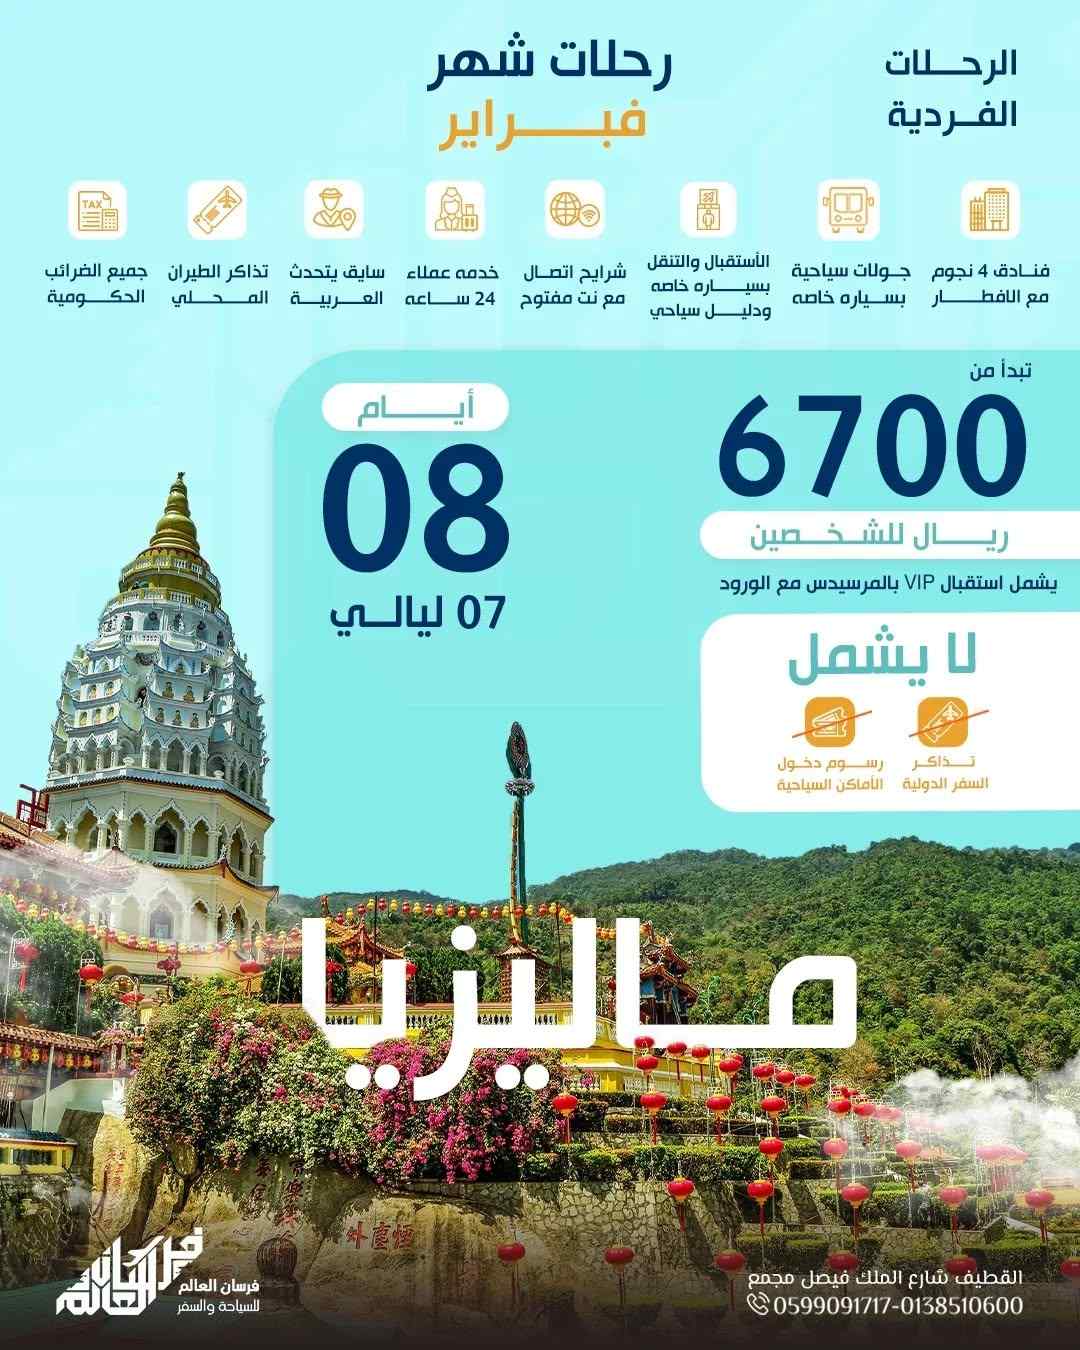 الرحلات
الفردية
رحلات شهر
فبراير
فنادق 4 نجوم
مع الافطار
جولات سياحية
بسياره خاصه
الأستقبال والتنقل
بسياره خاصه
ودليل سياحي
شرايح اتصال
مع نت مفتوح
خدمه عملاء
24 ساعه
سايق يتحدث
العربية
تذاكر الطيران
المحلي
TAX
جميع الضرائب
الحكومية
تبدأ من
6700
ريال للشخصين
يشمل استقبال VIP بالمرسيدس مع الورود
أيام
08
07 ليالي
لا يشمل
تذاكر
السفر الدولية
رسوم دخول
الأماكن السياحية
ماليزيا
القطيف شارع الملك فيصل مجمع
0599091717-0138510600
فرسان العالم
فرسان العالم
للسياحة والسفر